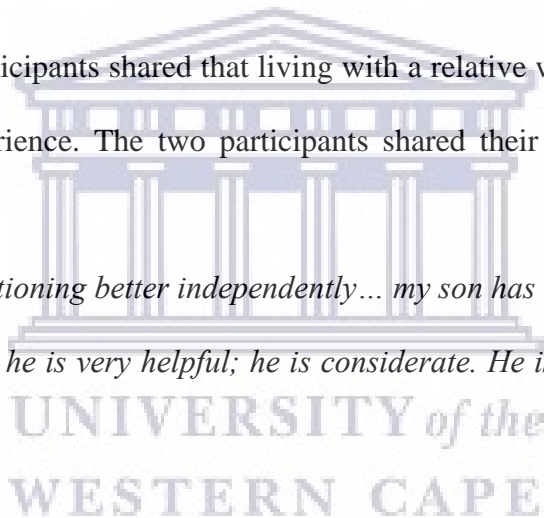 icipants shared that living with a relative w
rience. The two participants shared their
tioning better independently… my son has
he is very helpful; he is considerate. He i
UNIVERSITY of the
WESTERN CAPE